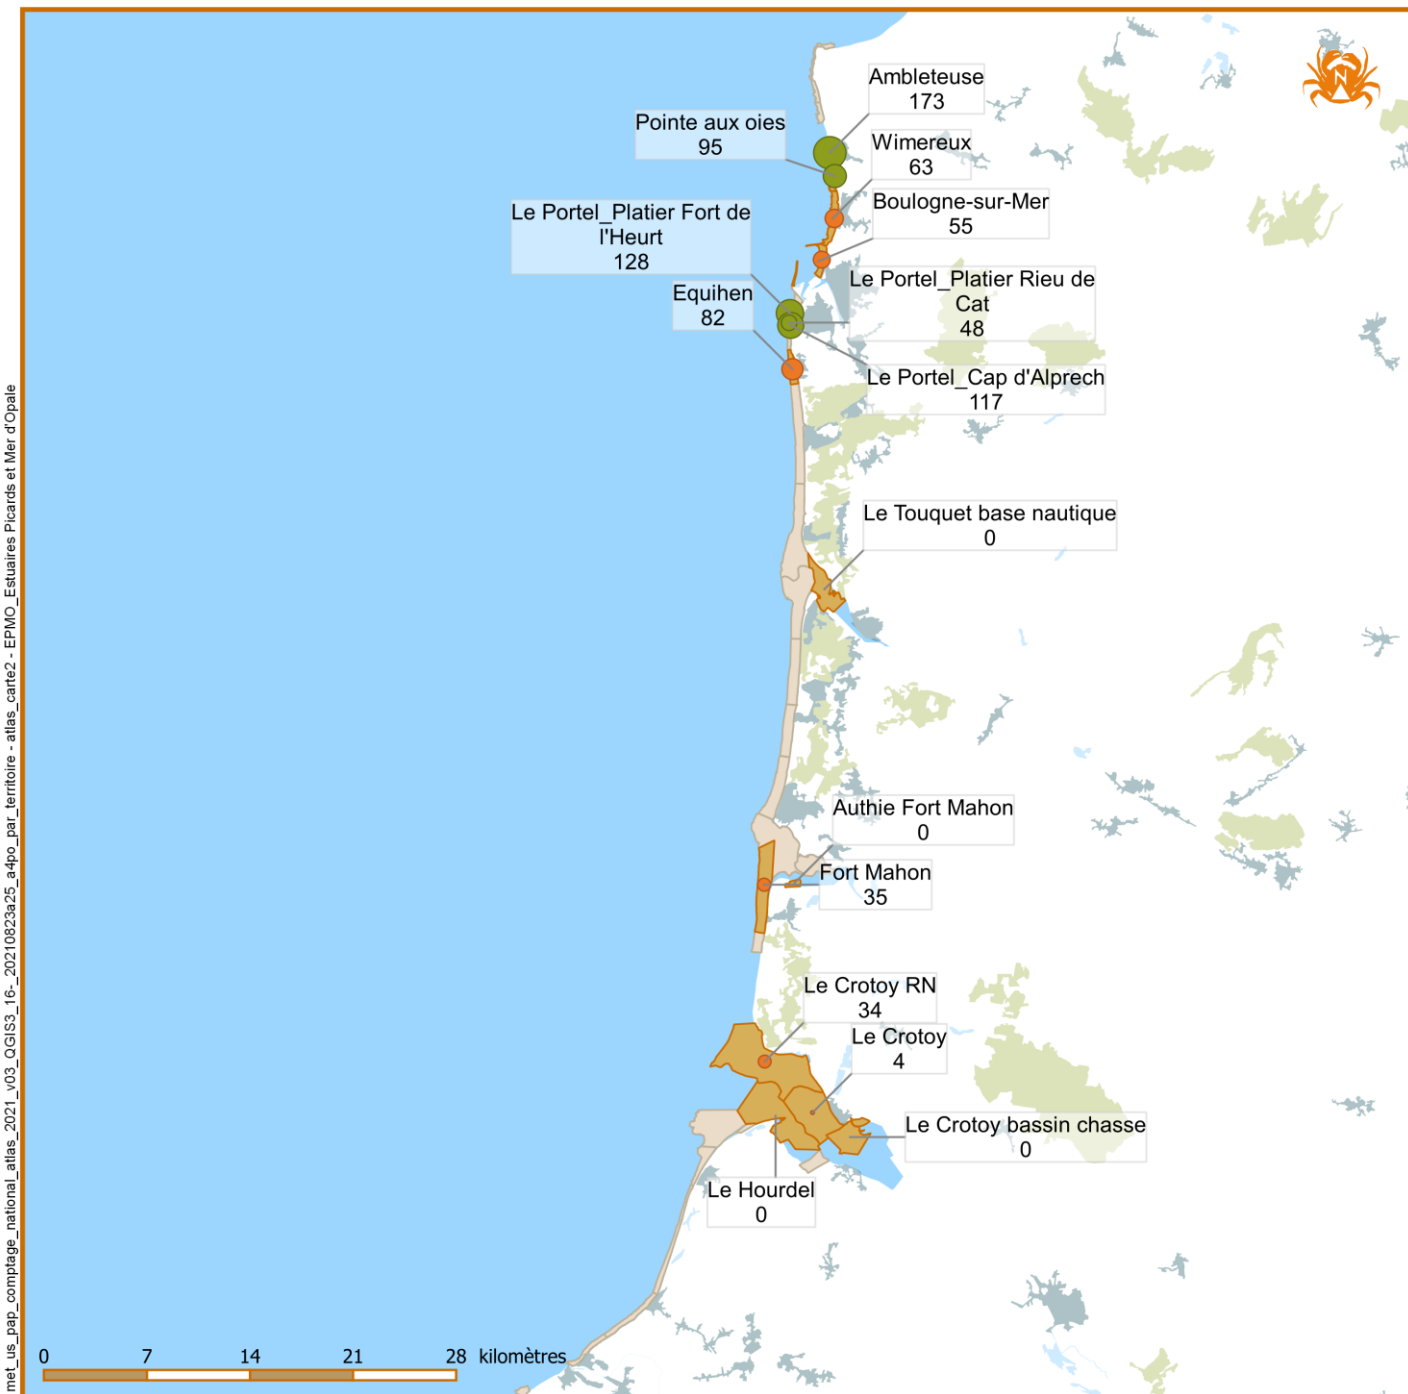 N
Ambleteuse
173
Pointe aux oies
95
Wimereux
63
Boulogne-sur-Mer
55
Le Portel_Platier Fort de
l'Heurt
128
Le Portel_Platier Rieu de
Cat
48
Equihen
82
Le Portel_Cap d'Alprech
117
Le Touquet base nautique
0
Authie Fort Mahon
0
Fort Mahon
35
Le Crotoy RN
34
Le Crotoy
4
Le Crotoy bassin chasse
0
Le Hourdel
0
0 7 14 21 28 kilomètres
met_us_pap_comptage_national_atlas_2021_v03_QGIS3_16-_20210823a25_a4po_par_territoire - atlas_carte2 - EPMO_Estuaires Picards et Mer d'Opale